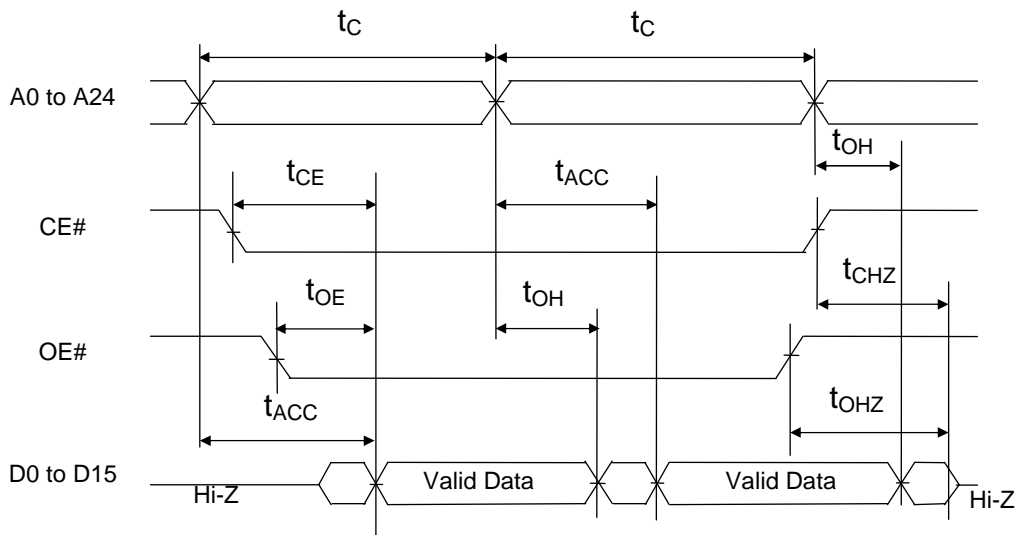 tC tC
A0 to A24
tOH
tCE tACC
CE#
tCHZ
tOE tOH
OE#
tACC tOHZ
D0 to D15 Hi-Z Valid Data Valid Data Hi-Z